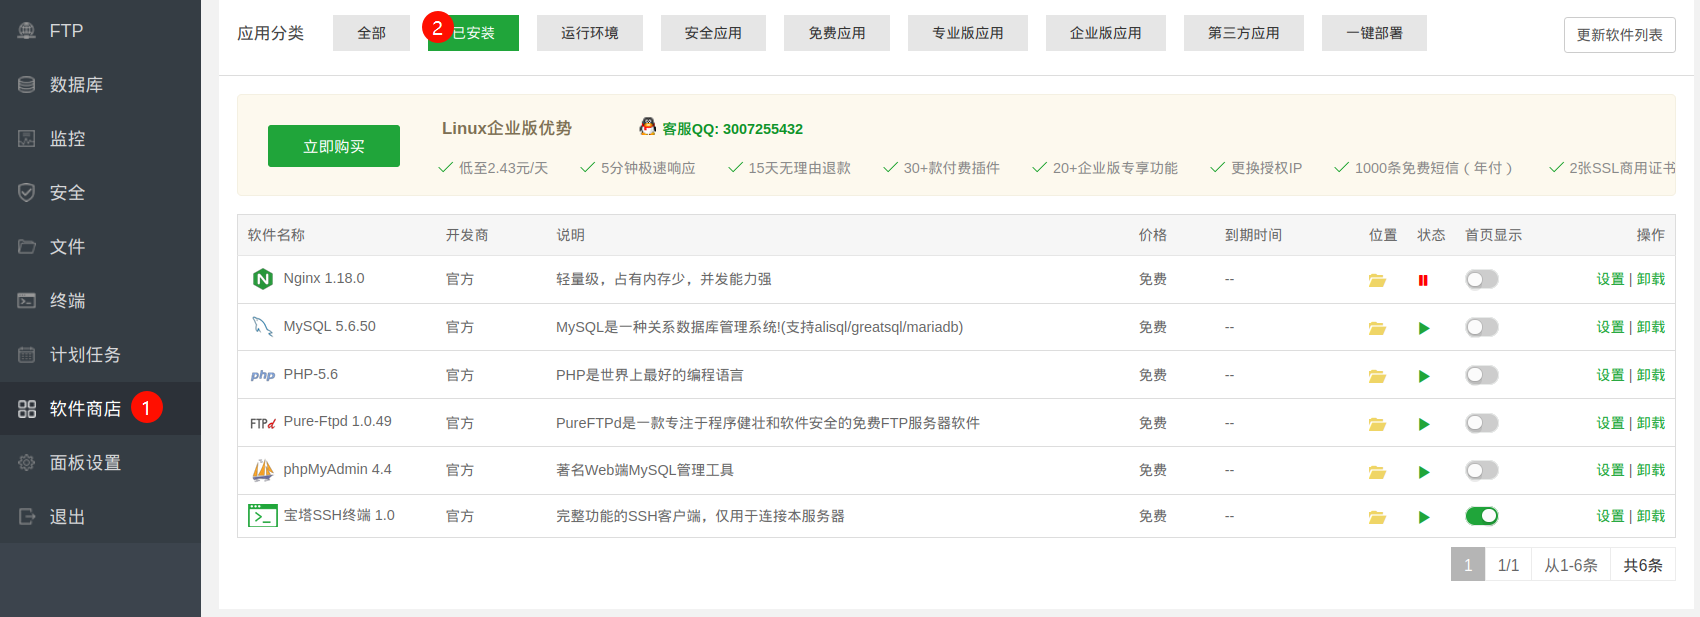 FTP
数据库
监控
安全
文件
终端
计划任务
软件商店 1
面板设置
退出
应用分类 全部 2 已安装 运行环境 安全应用 免费应用 专业版应用 企业版应用 第三方应用 一键部署 更新软件列表
立即购买
Linux企业版优势 客服QQ: 3007255432
低至2.43元/天 5分钟极速响应 15天无理由退款 30+款付费插件 20+企业版专享功能 更换授权IP 1000条免费短信（年付） 2张SSL商用证书
软件名称 开发商 说明 价格 到期时间 位置 状态 首页显示 操作
Nginx 1.18.0 官方 轻量级，占有内存少，并发能力强 免费 -- 设置 | 卸载
MySQL 5.6.50 官方 MySQL是一种关系数据库管理系统!(支持alisql/greatsql/mariadb) 免费 -- 设置 | 卸载
php PHP-5.6 官方 PHP是世界上最好的编程语言 免费 -- 设置 | 卸载
FTPd Pure-Ftpd 1.0.49 官方 PureFTPd是一款专注于程序健壮和软件安全的免费FTP服务器软件 免费 -- 设置 | 卸载
phpMyAdmin 4.4 官方 著名Web端MySQL管理工具 免费 -- 设置 | 卸载
宝塔SSH终端 1.0 官方 完整功能的SSH客户端，仅用于连接本服务器 免费 -- 设置 | 卸载
1 1/1 从1-6条 共6条